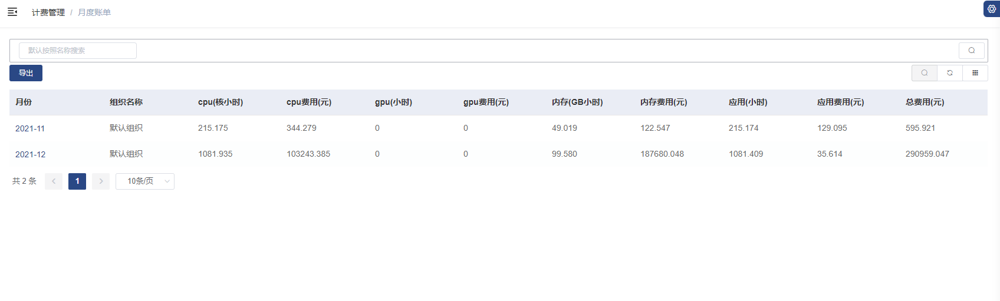 计费管理 / 月度账单
默认按照名称搜索
导出
月份 组织名称 cpu(核小时) cpu费用(元) gpu(小时) gpu费用(元) 内存(GB小时) 内存费用(元) 应用(小时) 应用费用(元) 总费用(元)
2021-11 默认组织 215.175 344.279 0 0 49.019 122.547 215.174 129.095 595.921
2021-12 默认组织 1081.935 103243.385 0 0 99.580 187680.048 1081.409 35.614 290959.047
共 2 条 1 10条/页